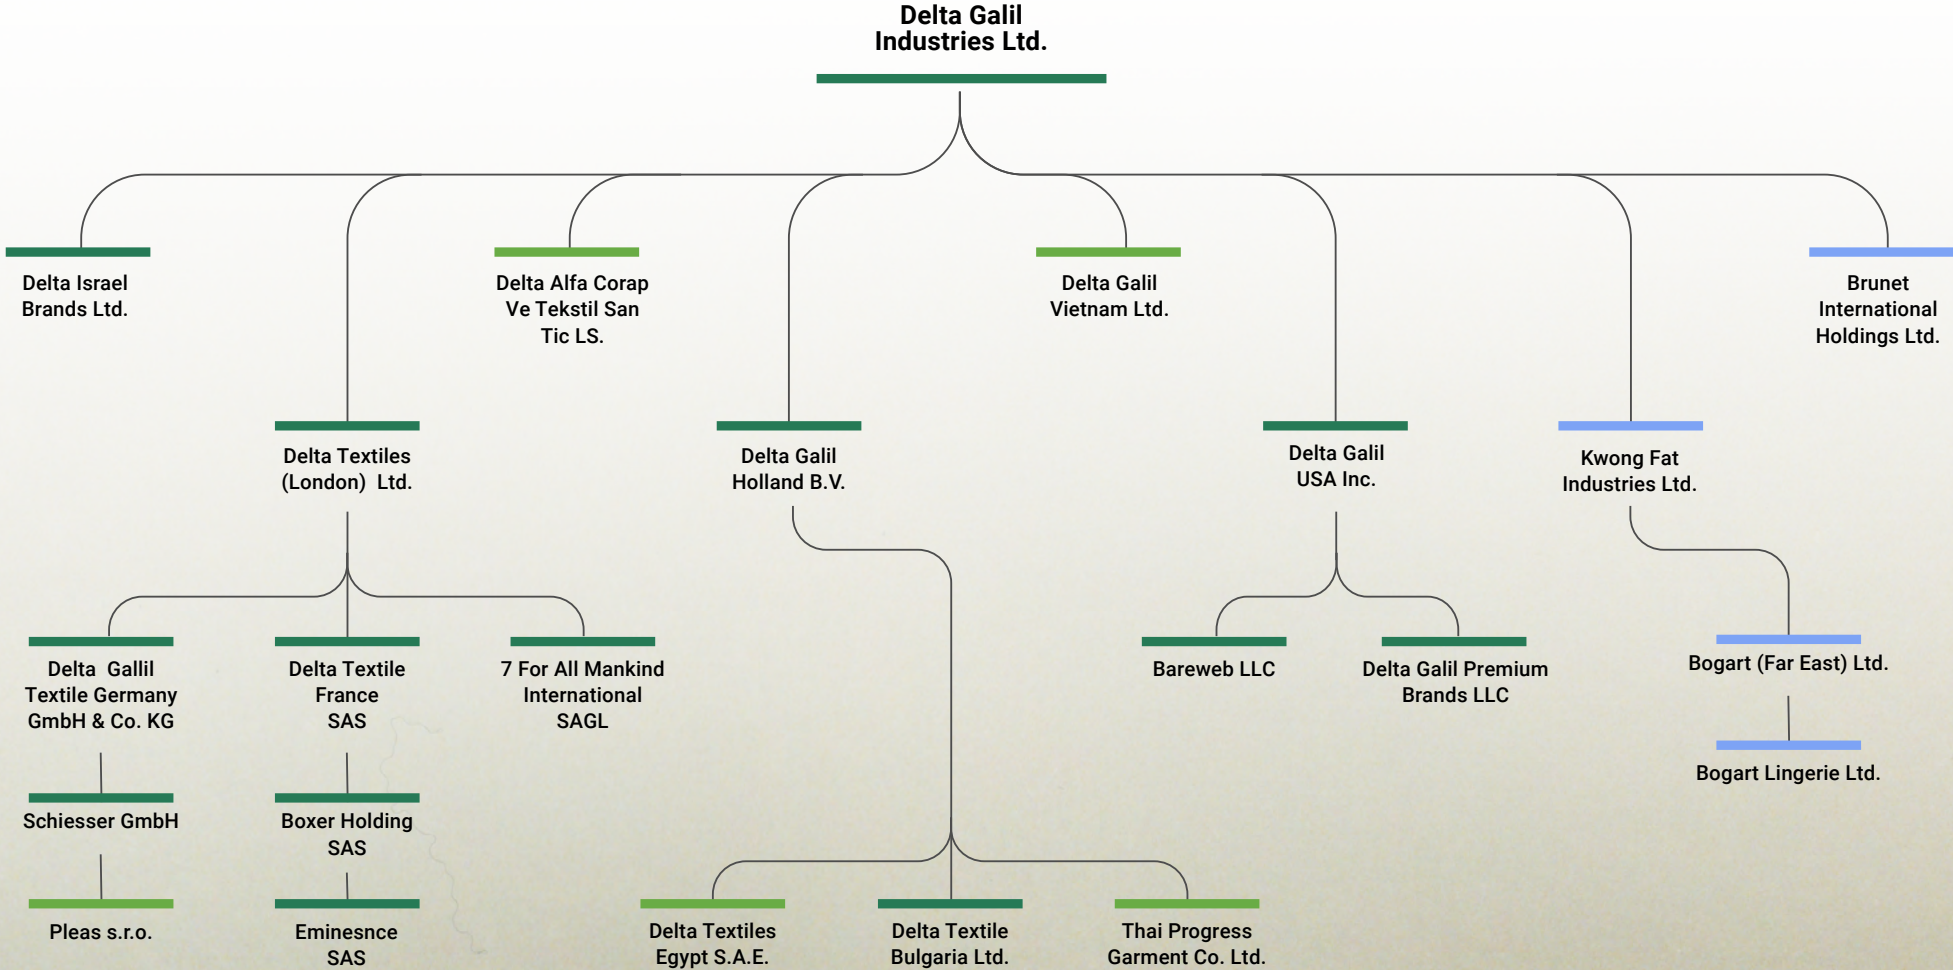 Delta Galil
Industries Ltd.
Delta Israel
Brands Ltd.
Delta Alfa Corap
Ve Tekstil San
Tic LS.
Delta Galil
Vietnam Ltd.
Brunet
International
Holdings Ltd.
Delta Textiles
(London)  Ltd.
Delta Galil
Holland B.V.
Delta Galil
USA Inc.
Kwong Fat
Industries Ltd.
Delta  Gallil
Textile Germany
GmbH & Co. KG
Delta Textile
France
SAS
7 For All Mankind
International
SAGL
Bareweb LLC
Delta Galil Premium
Brands LLC
Bogart (Far East) Ltd.
Bogart Lingerie Ltd.
Schiesser GmbH
Boxer Holding
SAS
Pleas s.r.o.
Eminesnce
SAS
Delta Textiles
Egypt S.A.E.
Delta Textile
Bulgaria Ltd.
Thai Progress
Garment Co. Ltd.